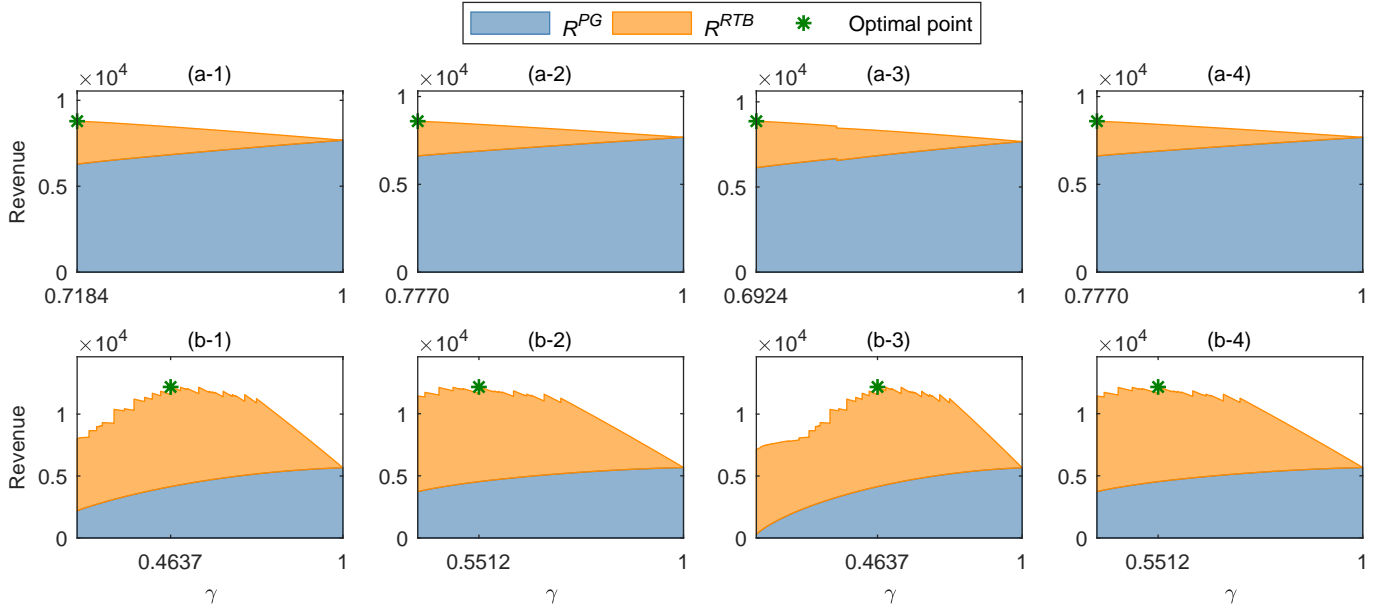 R^PG R^RTB Optimal point
×10^4 (a-1) ×10^4 (a-2) ×10^4 (a-3) ×10^4 (a-4)
1 1 1 1
Revenue
0.5 0.5 0.5 0.5
0 0 0 0
0.7184 1 0.7770 1 0.6924 1 0.7770 1
×10^4 (b-1) ×10^4 (b-2) ×10^4 (b-3) ×10^4 (b-4)
1 1 1 1
Revenue
0.5 0.5 0.5 0.5
0 0 0 0
0.4637 1 0.5512 1 0.4637 1 0.5512 1
γ γ γ γ